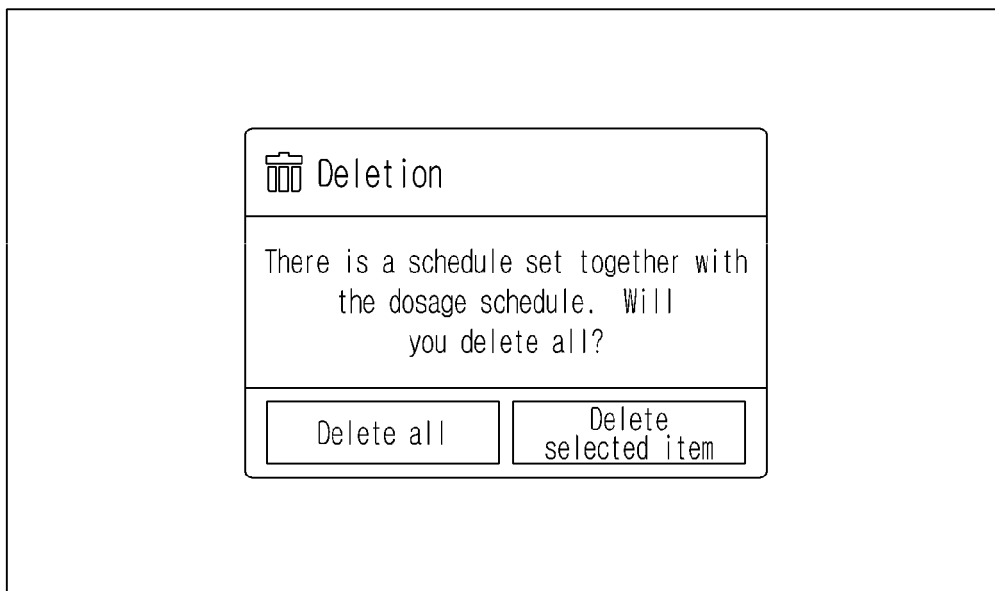 Deletion
There is a schedule set together with
the dosage schedule. Will
you delete all?
Delete all
Delete
selected item